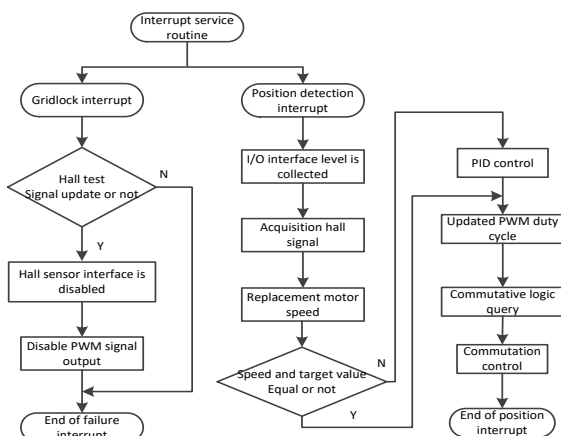 Interrupt service
routine
Gridlock interrupt
Position detection
interrupt
Hall test
Signal update or not
N
Y
Hall sensor interface is
disabled
Disable PWM signal
output
End of failure
interrupt
I/O interface level is
collected
Acquisition hall
signal
Replacement motor
speed
Speed and target value
Equal or not
N
Y
PID control
Updated PWM duty
cycle
Commutative logic
query
Commutation
control
End of position
interrupt